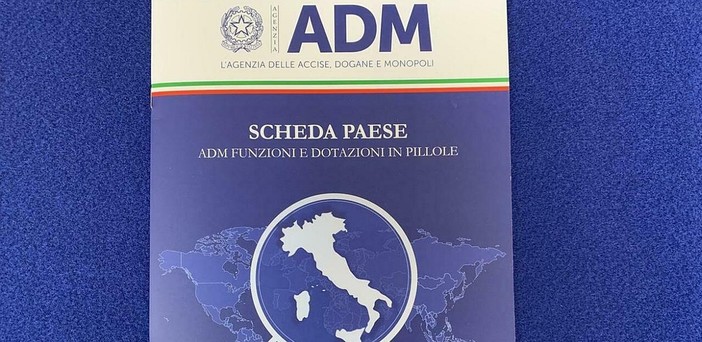 AGENZIA
ADM
L'AGENZIA DELLE ACCISE, DOGANE E MONOPOLI
SCHEDA PAESE
ADM FUNZIONI E DOTAZIONI IN PILLOLE